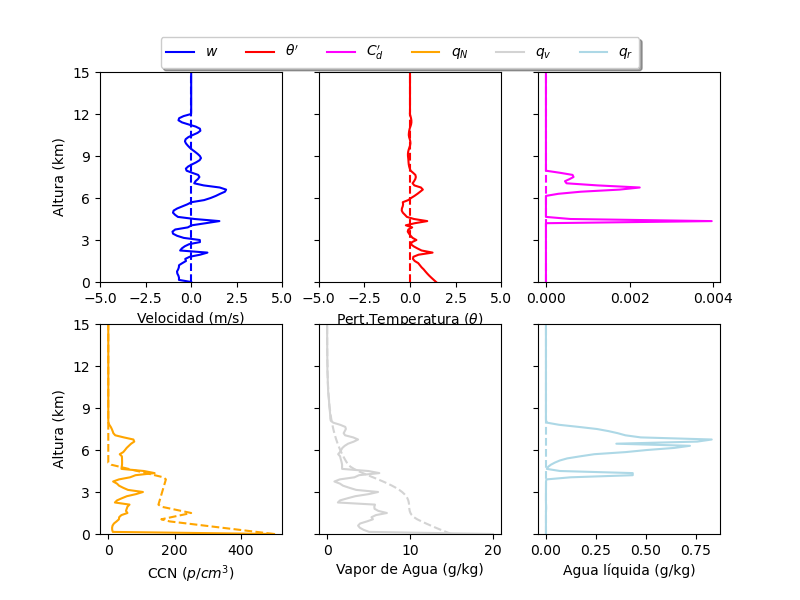 w θ′ C′d qN qv qr
15
12
9
6
3
0
Altura (km)
−5.0 −2.5 0.0 2.5 5.0
Velocidad (m/s)
−5.0 −2.5 0.0 2.5 5.0
Pert.Temperatura (θ)
0.000 0.002 0.004
15
12
9
6
3
0
Altura (km)
0 200 400
CCN (p/cm³)
0 10 20
Vapor de Agua (g/kg)
0.00 0.25 0.50 0.75
Agua líquida (g/kg)